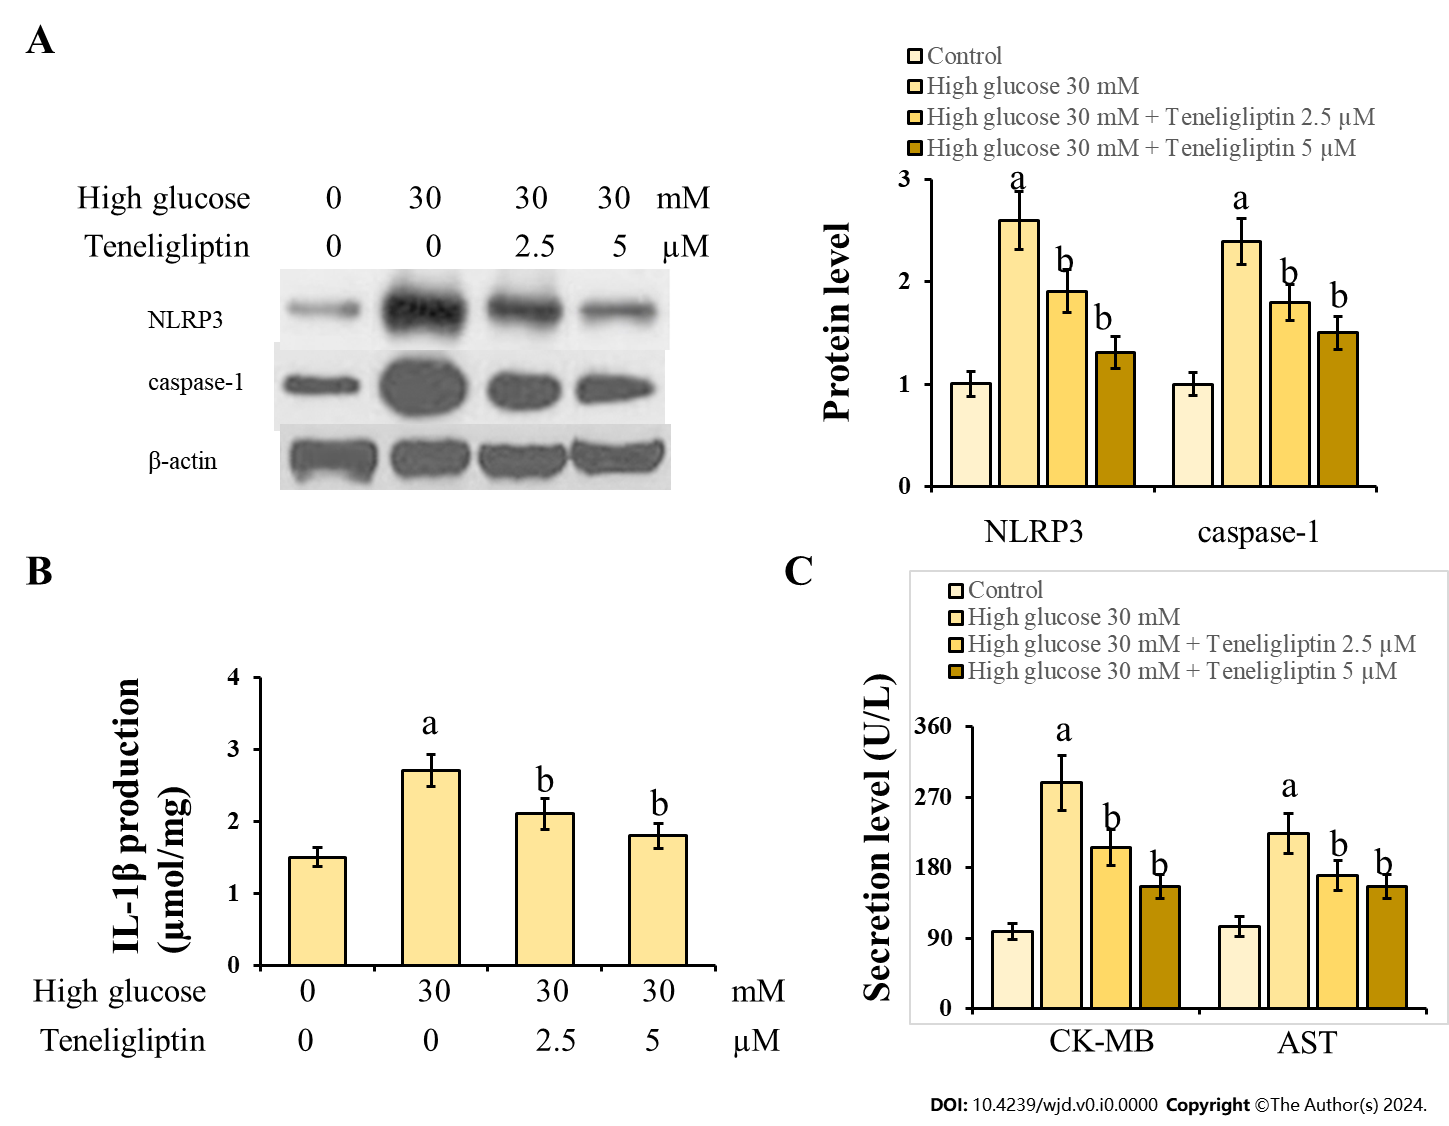 A
High glucose 0 30 30 30 mM
Teneligliptin 0 0 2.5 5 µM
NLRP3
caspase-1
β-actin
Control
High glucose 30 mM
High glucose 30 mM + Teneligliptin 2.5 µM
High glucose 30 mM + Teneligliptin 5 µM
Protein level
3
2
1
0
a
b
b
a
b
b
NLRP3
caspase-1
B
IL-1β production
(µmol/mg)
4
3
2
1
0
a
b
b
High glucose 0 30 30 30 mM
Teneligliptin 0 0 2.5 5 µM
C
Control
High glucose 30 mM
High glucose 30 mM + Teneligliptin 2.5 µM
High glucose 30 mM + Teneligliptin 5 µM
Secretion level (U/L)
360
270
180
90
0
a
b
b
a
b
b
CK-MB
AST
DOI: 10.4239/wjd.v0.i0.0000 Copyright ©The Author(s) 2024.